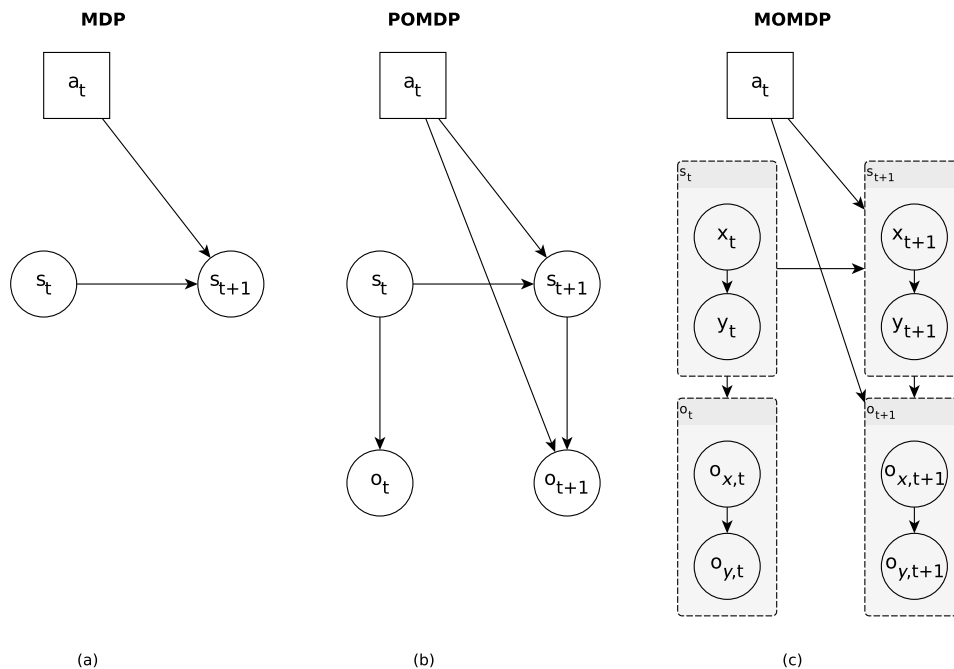 MDP
a_t
s_t
s_{t+1}
(a)
POMDP
a_t
s_t
s_{t+1}
o_t
o_{t+1}
(b)
MOMDP
a_t
s_t
s_{t+1}
x_t
x_{t+1}
y_t
y_{t+1}
o_t
o_{t+1}
o_{x,t}
o_{x,t+1}
o_{y,t}
o_{y,t+1}
(c)